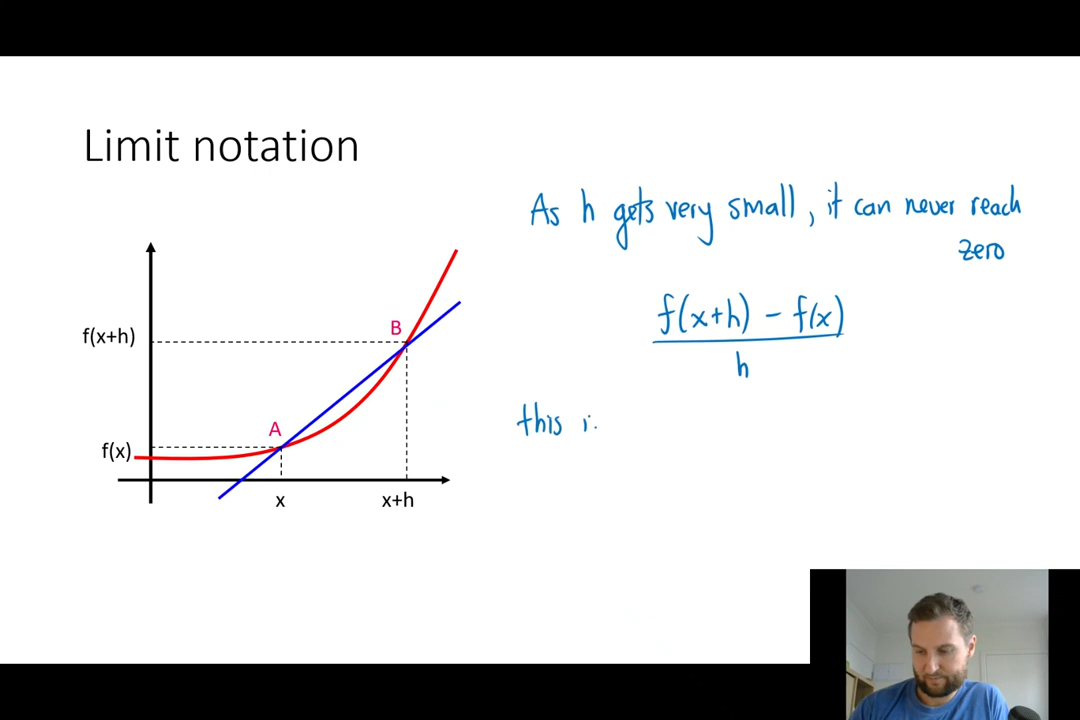 Limit notation
As h gets very small, it can never reach
zero
f(x+h) - f(x)
h
this i
f(x+h)
B
A
f(x)
x
x+h